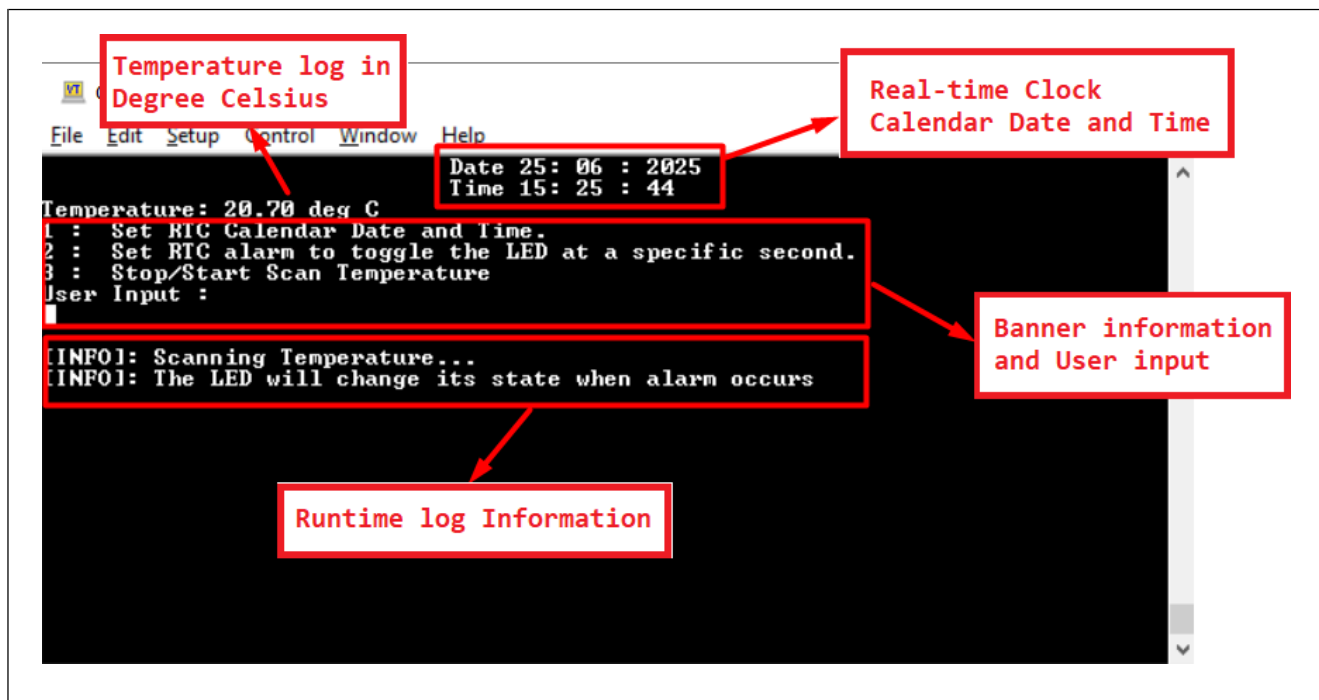 Temperature log in
Degree Celsius
Real-time Clock
Calendar Date and Time
VT
File Edit Setup Control Window Help
Date 25: 06 : 2025
Time 15: 25 : 44
Temperature: 20.70 deg C
1 : Set RTC Calendar Date and Time.
2 : Set RTC alarm to toggle the LED at a specific second.
3 : Stop/Start Scan Temperature
User Input :
Banner information
and User input
[INFO]: Scanning Temperature...
[INFO]: The LED will change its state when alarm occurs
Runtime log Information